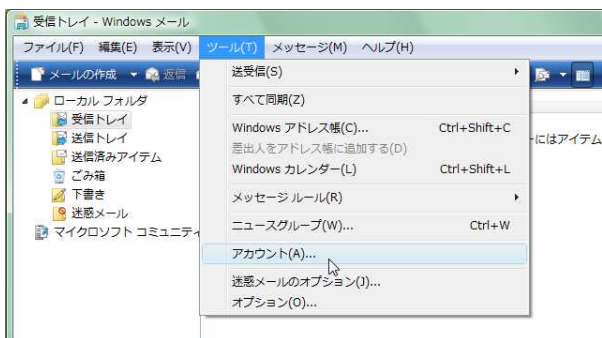 受信トレイ - Windows メール
ファイル(F) 編集(E) 表示(V) ツール(T) メッセージ(M) ヘルプ(H)
メールの作成 返信
ローカル フォルダ
受信トレイ
送信トレイ
送信済みアイテム
ごみ箱
下書き
迷惑メール
マイクロソフト コミュニティ
送受信(S)
すべて同期(Z)
Windows アドレス帳(C)... Ctrl+Shift+C
差出人をアドレス帳に追加する(D)
Windows カレンダー(L) Ctrl+Shift+L
メッセージ ルール(R)
ニュースグループ(W)... Ctrl+W
アカウント(A)...
迷惑メールのオプション(J)...
オプション(O)...
ーにはアイテム